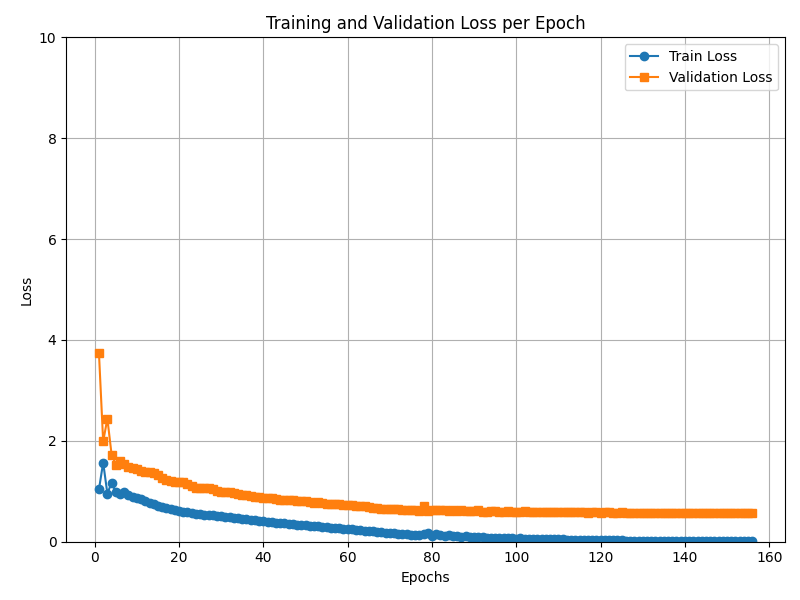 Training and Validation Loss per Epoch
Train Loss
Validation Loss
Loss
10
8
6
4
2
0
0 20 40 60 80 100 120 140 160
Epochs